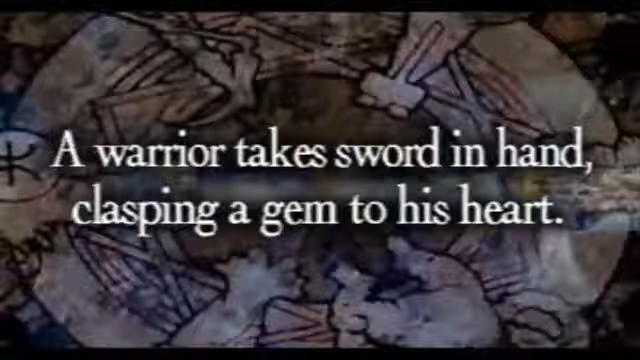 A warrior takes sword in hand,
clasping a gem to his heart.